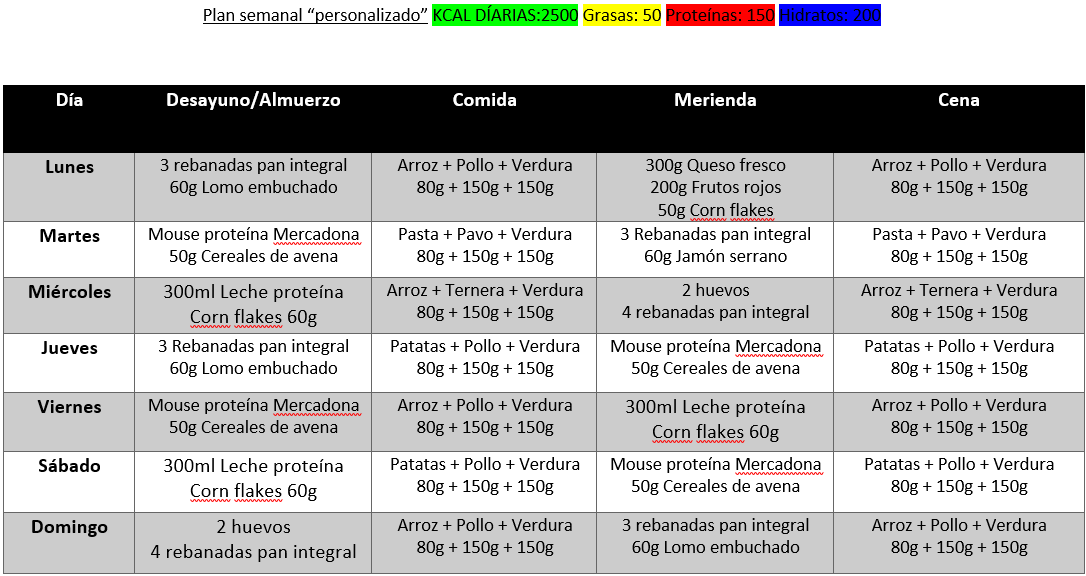 Plan semanal “personalizado” KCAL DÍARIAS:2500 Grasas: 50 Proteínas: 150 Hidratos: 200
Día Desayuno/Almuerzo Comida Merienda Cena
Lunes 3 rebanadas pan integral Arroz + Pollo + Verdura 300g Queso fresco Arroz + Pollo + Verdura
60g Lomo embuchado 80g + 150g + 150g 200g Frutos rojos 80g + 150g + 150g
50g Corn flakes
Martes Mouse proteína Mercadona Pasta + Pavo + Verdura 3 Rebanadas pan integral Pasta + Pavo + Verdura
50g Cereales de avena 80g + 150g + 150g 60g Jamón serrano 80g + 150g + 150g
Miércoles 300ml Leche proteína Arroz + Ternera + Verdura 2 huevos Arroz + Ternera + Verdura
Corn flakes 60g 80g + 150g + 150g 4 rebanadas pan integral 80g + 150g + 150g
Jueves 3 Rebanadas pan integral Patatas + Pollo + Verdura Mouse proteína Mercadona Patatas + Pollo + Verdura
60g Lomo embuchado 80g + 150g + 150g 50g Cereales de avena 80g + 150g + 150g
Viernes Mouse proteína Mercadona Arroz + Pollo + Verdura 300ml Leche proteína Arroz + Pollo + Verdura
50g Cereales de avena 80g + 150g + 150g Corn flakes 60g 80g + 150g + 150g
Sábado 300ml Leche proteína Patatas + Pollo + Verdura Mouse proteína Mercadona Patatas + Pollo + Verdura
Corn flakes 60g 80g + 150g + 150g 50g Cereales de avena 80g + 150g + 150g
Domingo 2 huevos Arroz + Pollo + Verdura 3 rebanadas pan integral Arroz + Pollo + Verdura
4 rebanadas pan integral 80g + 150g + 150g 60g Lomo embuchado 80g + 150g + 150g